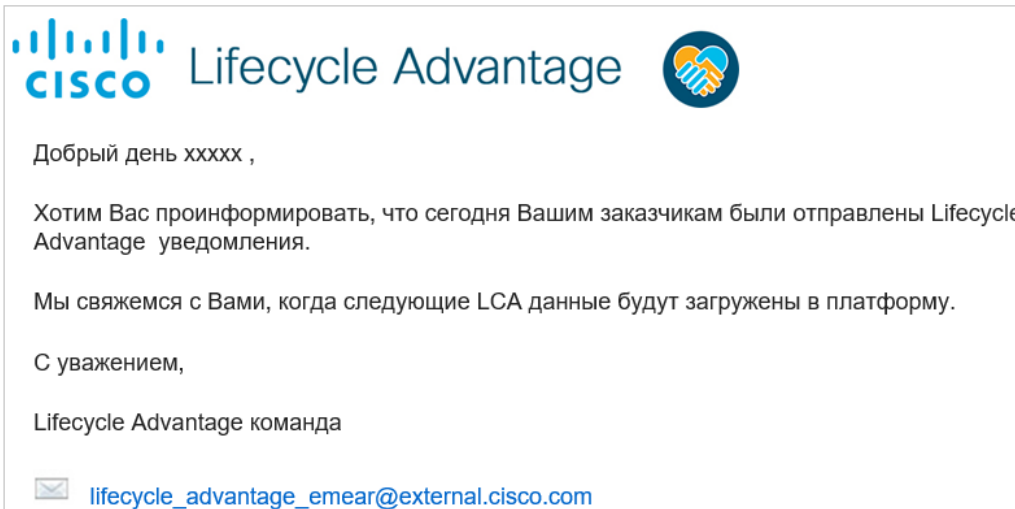 CISCO Lifecycle Advantage
Добрый день xxxxx ,
Хотим Вас проинформировать, что сегодня Вашим заказчикам были отправлены Lifecycle
Advantage уведомления.
Мы свяжемся с Вами, когда следующие LCA данные будут загружены в платформу.
С уважением,
Lifecycle Advantage команда
lifecycle_advantage_emear@external.cisco.com